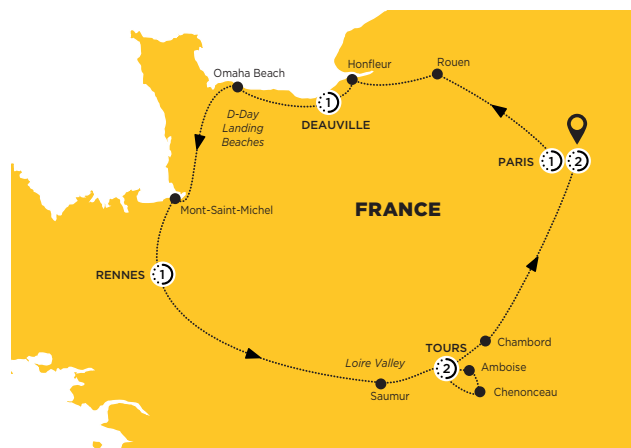 Omaha Beach
Honfleur
Rouen
1
DEAUVILLE
D-Day
Landing
Beaches
PARIS
1
2
Mont-Saint-Michel
FRANCE
RENNES
1
Chambord
TOURS
Loire Valley
2
Amboise
Saumur
Chenonceau